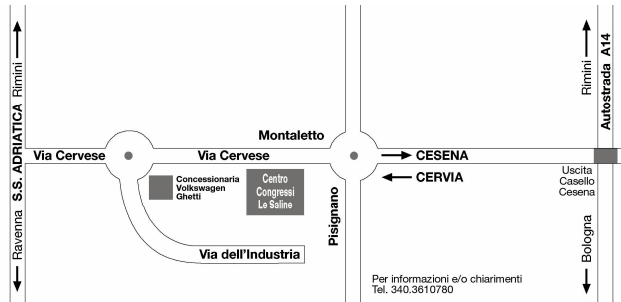 Rimini
S.S. ADRIATICA
Ravenna
Via Cervese
Via Cervese
Montaletto
Pisignano
CESENA
CERVIA
Concessionaria
Volkswagen
Ghetti
Centro
Congressi
Le Saline
Via dell'Industria
Rimini
Autostrada A14
Uscita
Casello
Cesena
Bologna
Per informazioni e/o chiarimenti
Tel. 340.3610780